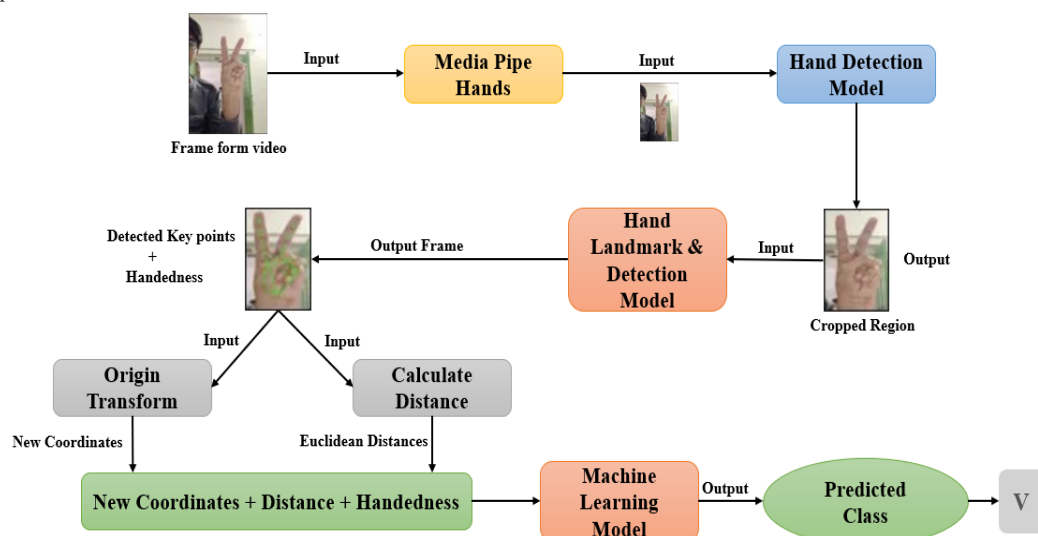 Input
Media Pipe
Hands
Input
Hand Detection
Model
Frame form video
Detected Key points
+
Handedness
Output Frame
Hand
Landmark &
Detection
Model
Input
Output
Cropped Region
Input
Input
Origin
Transform
Calculate
Distance
New Coordinates
Euclidean Distances
New Coordinates + Distance + Handedness
Machine
Learning
Model
Output
Predicted
Class
V